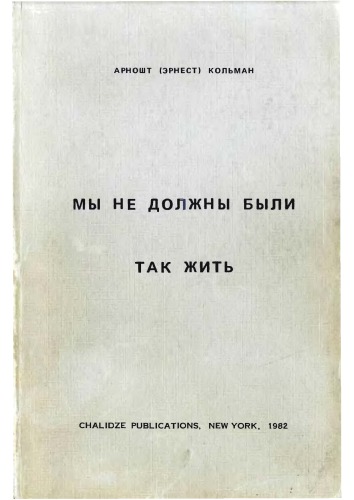 АРНОШТ (ЭРНЕСТ) КОЛЬМАН
МЫ НЕ ДОЛЖНЫ БЫЛИ
ТАК ЖИТЬ
CHALIDZE PUBLICATIONS, NEW YORK, 1982